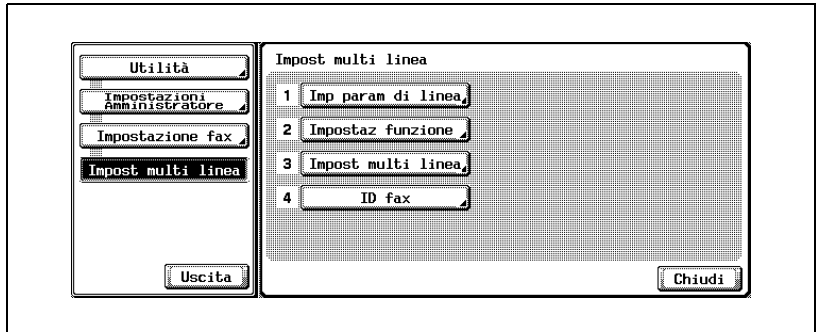 Utilità
Impostazioni
Amministratore
Impostazione fax
Impost multi linea
Uscita
Impost multi linea
1 Imp param di linea
2 Impostaz funzione
3 Impost multi linea
4 ID fax
Chiudi